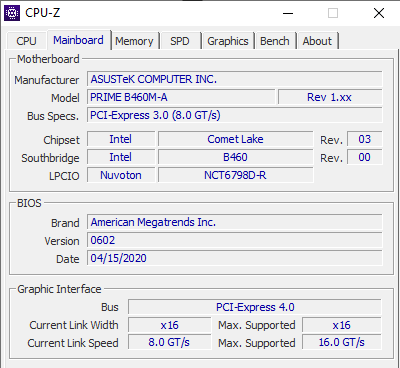 CPU-Z
CPU Mainboard Memory SPD Graphics Bench About
Motherboard
Manufacturer ASUSTeK COMPUTER INC.
Model PRIME B460M-A Rev 1.xx
Bus Specs. PCI-Express 3.0 (8.0 GT/s)
Chipset Intel Comet Lake Rev. 03
Southbridge Intel B460 Rev. 00
LPCIO Nuvoton NCT6798D-R
BIOS
Brand American Megatrends Inc.
Version 0602
Date 04/15/2020
Graphic Interface
Bus PCI-Express 4.0
Current Link Width x16 Max. Supported x16
Current Link Speed 8.0 GT/s Max. Supported 16.0 GT/s